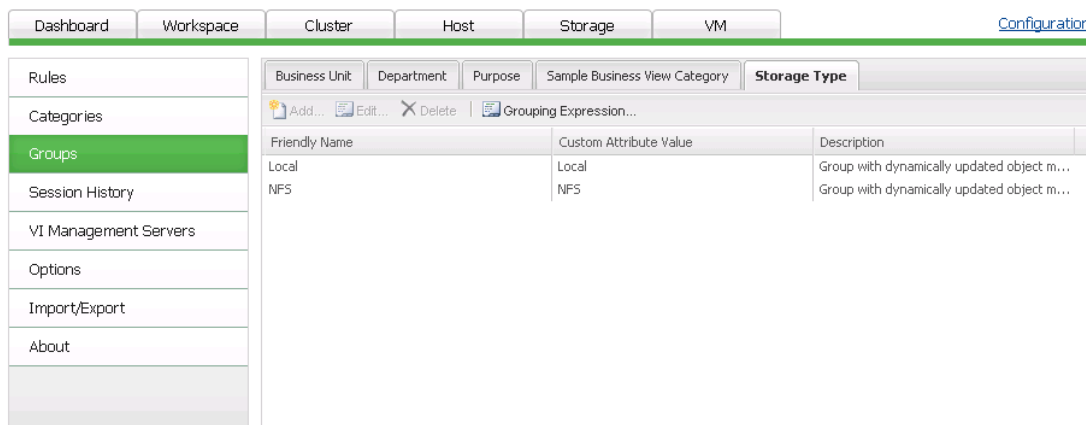 Dashboard Workspace Cluster Host Storage VM Configuration
Rules
Categories
Groups
Session History
VI Management Servers
Options
Import/Export
About
Business Unit Department Purpose Sample Business View Category Storage Type
Add... Edit... Delete Grouping Expression...
Friendly Name Custom Attribute Value Description
Local Local Group with dynamically updated object m...
NFS NFS Group with dynamically updated object m...